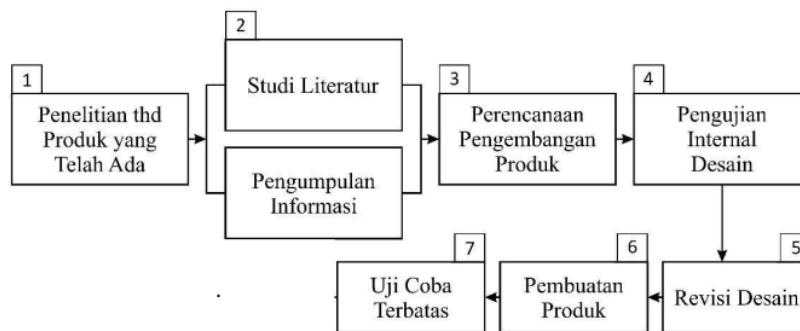 1
Penelitian thd
Produk yang
Telah Ada
2
Studi Literatur
Pengumpulan
Informasi
3
Perencanaan
Pengembangan
Produk
4
Pengujian
Internal
Desain
5
Revisi Desain
6
Pembuatan
Produk
7
Uji Coba
Terbatas